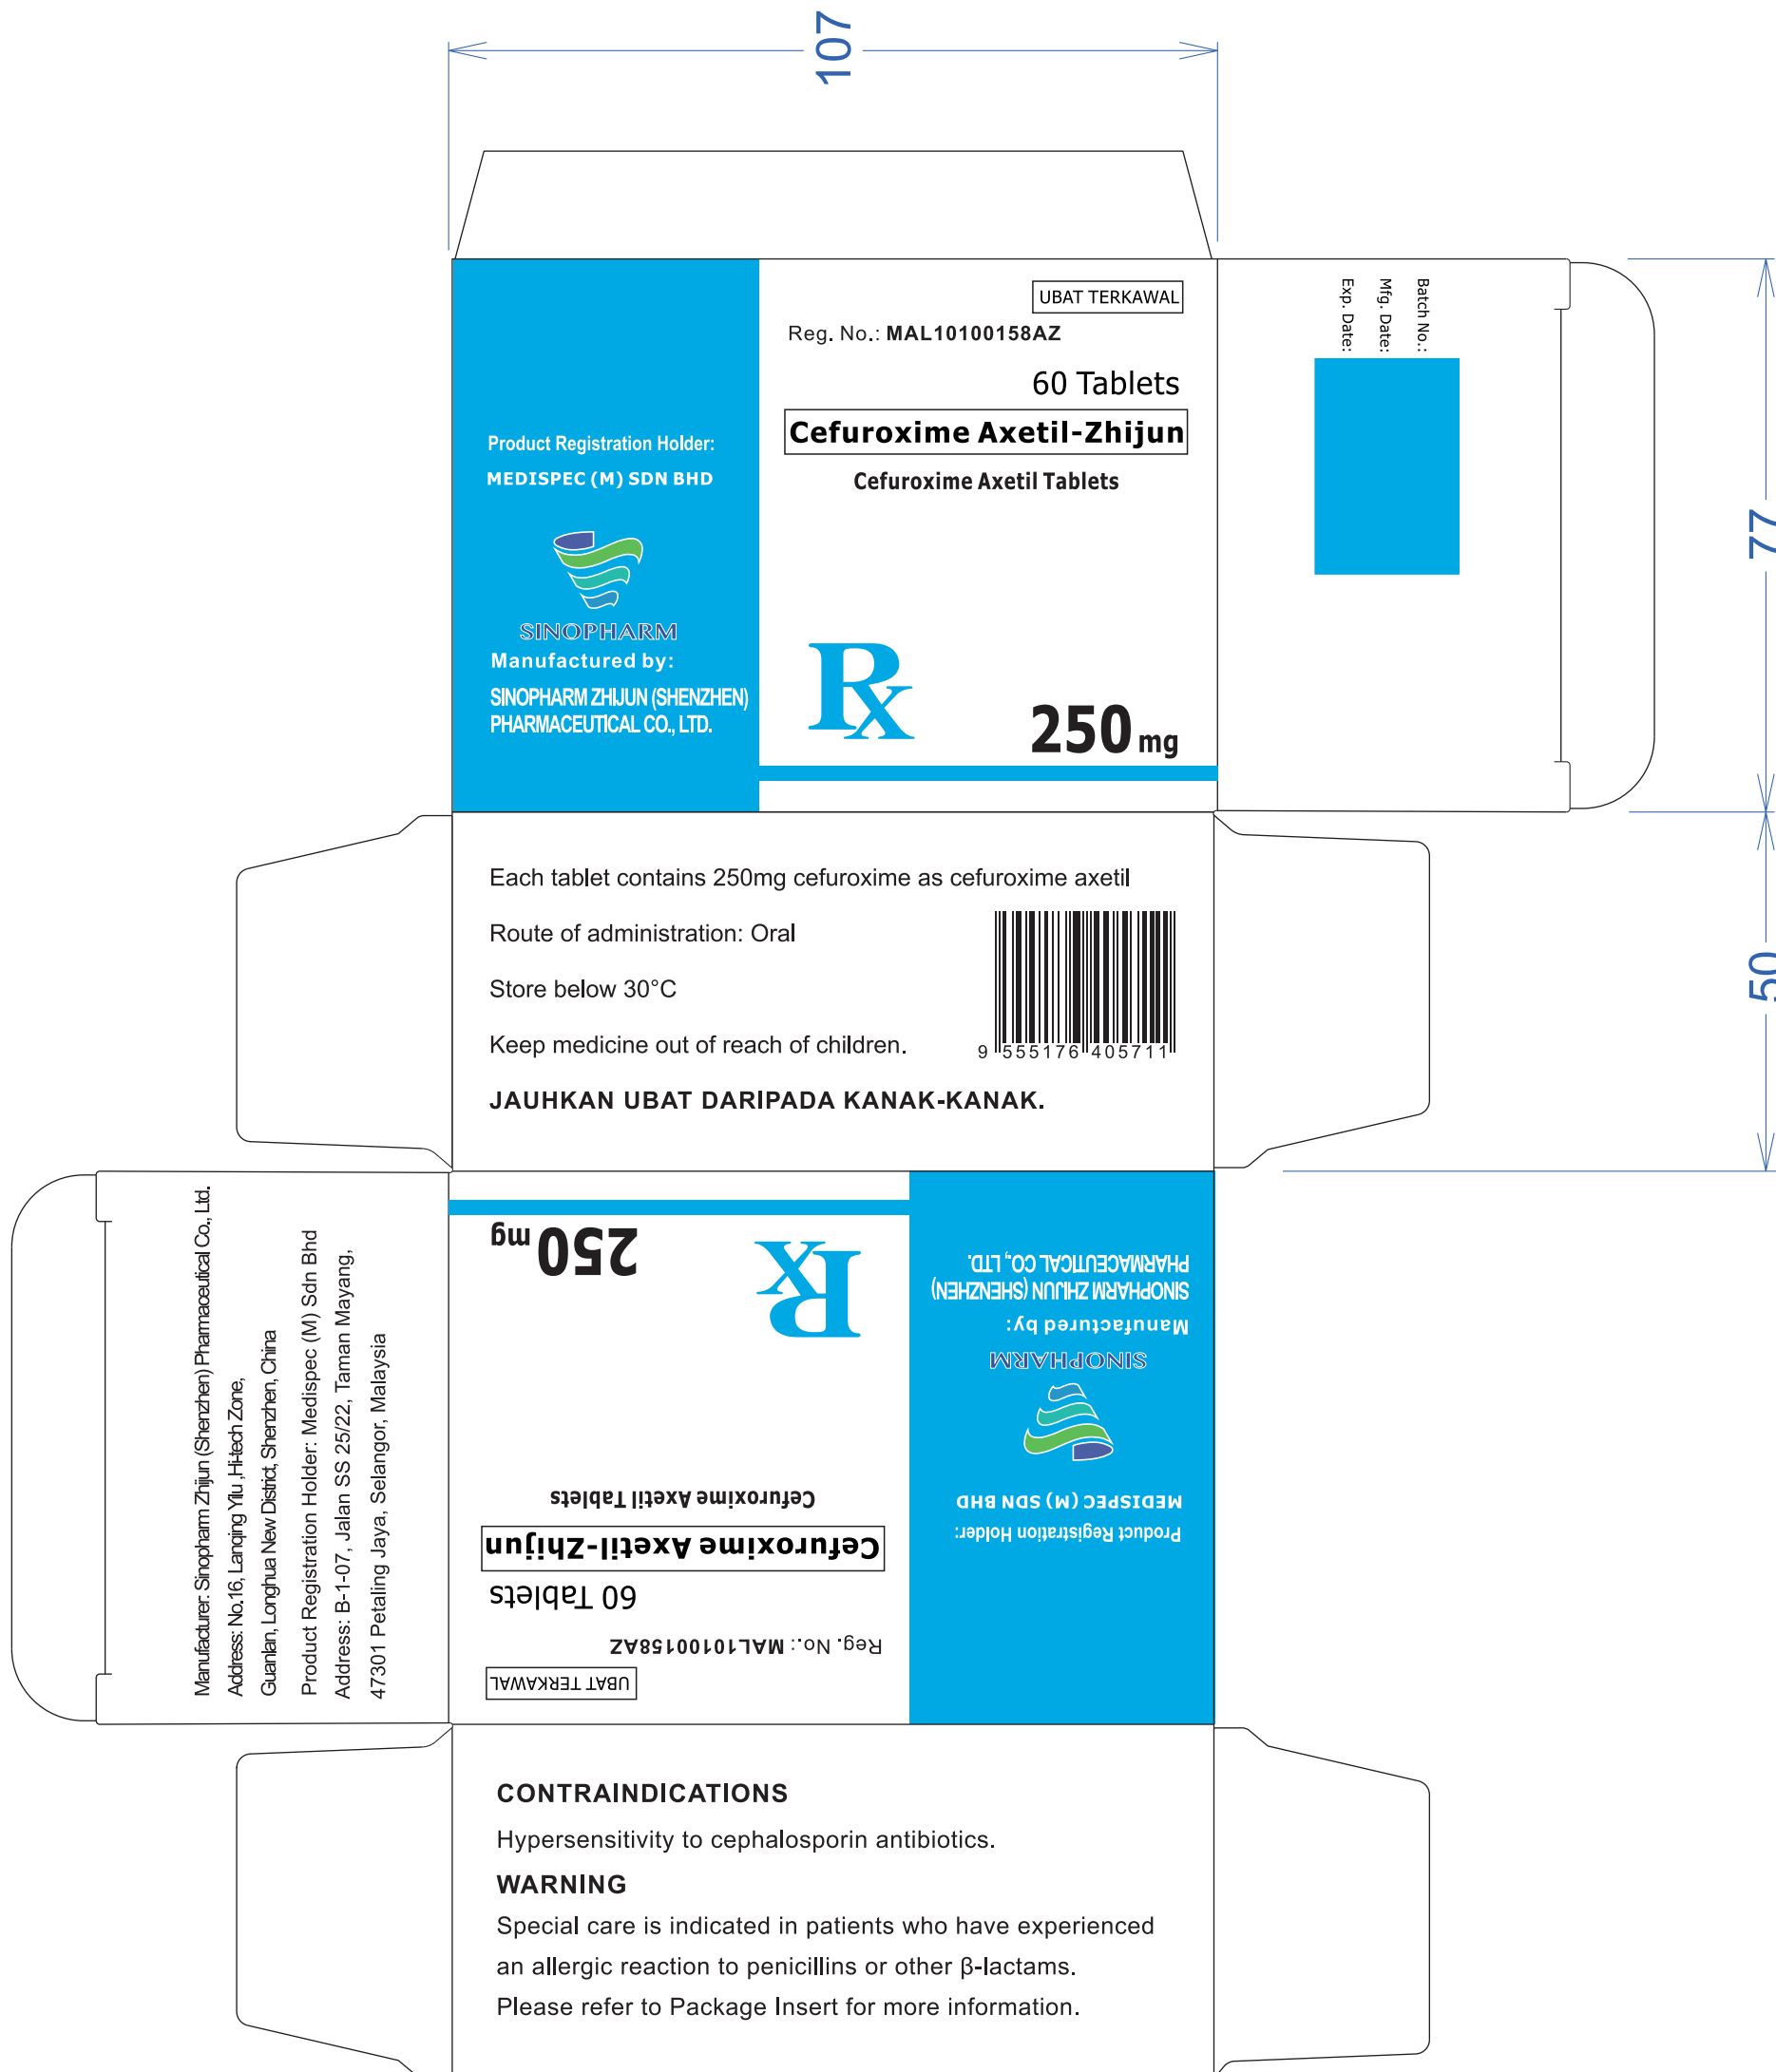 107
UBAT TERKAWAL
Reg. No.: MAL10100158AZ
60 Tablets
Cefuroxime Axetil-Zhijun
Cefuroxime Axetil Tablets
Rx
250 mg
Product Registration Holder:
MEDISPEC (M) SDN BHD
SINOPHARM
Manufactured by:
SINOPHARM ZHIJUN (SHENZHEN)
PHARMACEUTICAL CO., LTD.
Batch No.:
Mfg. Date:
Exp. Date:
77
Each tablet contains 250mg cefuroxime as cefuroxime axetil
Route of administration: Oral
Store below 30°C
Keep medicine out of reach of children.
JAUHKAN UBAT DARIPADA KANAK-KANAK.
9 555176 405711
50
Manufacturer: Sinopharm Zhijun (Shenzhen) Pharmaceutical Co., Ltd.
Address: No.16, Lanqing Yilu ,Hi-tech Zone,
Guanlan, Longhua New District, Shenzhen, China
Product Registration Holder: Medispec (M) Sdn Bhd
Address: B-1-07, Jalan SS 25/22, Taman Mayang,
47301 Petaling Jaya, Selangor, Malaysia
UBAT TERKAWAL
Reg. No.: MAL10100158AZ
60 Tablets
Cefuroxime Axetil-Zhijun
Cefuroxime Axetil Tablets
Rx
250 mg
Product Registration Holder:
MEDISPEC (M) SDN BHD
SINOPHARM
Manufactured by:
SINOPHARM ZHIJUN (SHENZHEN)
PHARMACEUTICAL CO., LTD.
CONTRAINDICATIONS
Hypersensitivity to cephalosporin antibiotics.
WARNING
Special care is indicated in patients who have experienced
an allergic reaction to penicillins or other β-lactams.
Please refer to Package Insert for more information.